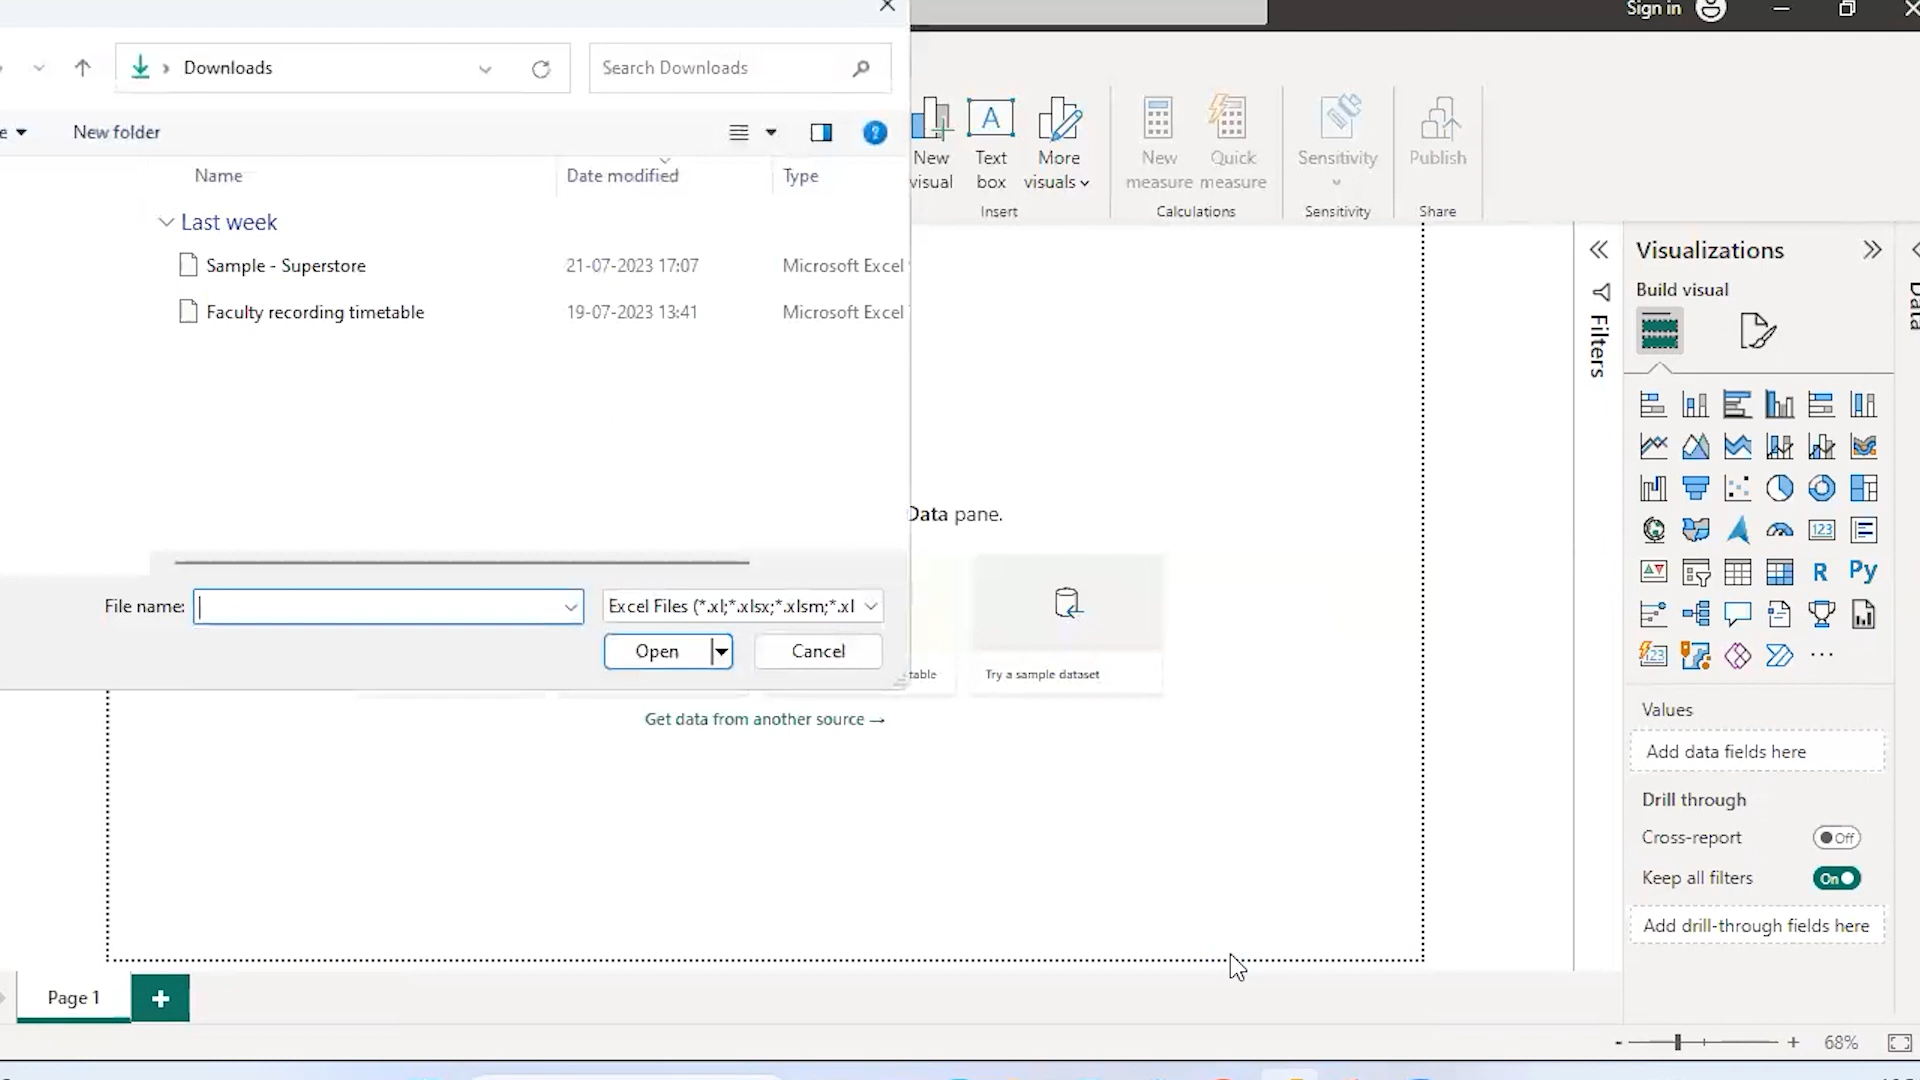 Sign in
Downloads
Search Downloads
New folder
Name
Date modified
Type
Last week
Sample - Superstore
21-07-2023 17:07
Microsoft Excel
Faculty recording timetable
19-07-2023 13:41
Microsoft Excel
File name:
Excel Files (*.xl;*.xlsx;*.xlsm;*.xl
Open
Cancel
New
visual
Text
box
More
visuals
Insert
New
measure
Quick
measure
Calculations
Sensitivity
Sensitivity
Publish
Share
Data pane.
table
Try a sample dataset
Get data from another source →
Filters
Visualizations
Data
Build visual
123
R
Py
123
Values
Add data fields here
Drill through
Cross-report
Off
Keep all filters
On
Add drill-through fields here
Page 1
68%